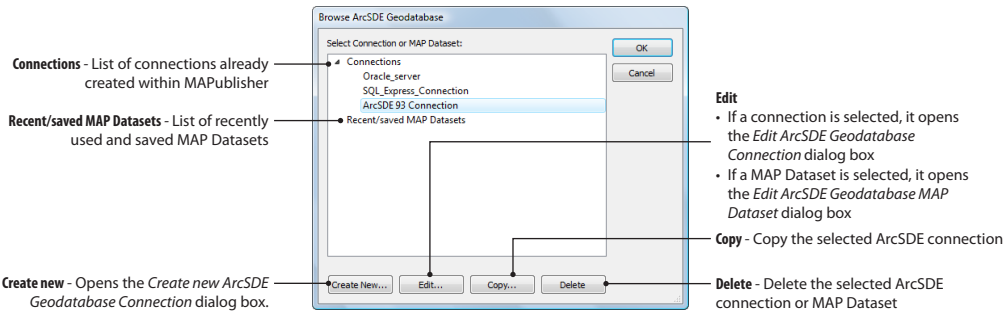 Browse ArcSDE Geodatabase
Select Connection or MAP Dataset:
Connections
Oracle_server
SQL_Express_Connection
ArcSDE 93 Connection
Recent/saved MAP Datasets
OK
Cancel
Create New...
Edit...
Copy...
Delete
Connections - List of connections already
created within MAPublisher
Recent/saved MAP Datasets - List of recently
used and saved MAP Datasets
Create new - Opens the Create new ArcSDE
Geodatabase Connection dialog box.
Edit
• If a connection is selected, it opens
the Edit ArcSDE Geodatabase
Connection dialog box
• If a MAP Dataset is selected, it opens
the Edit ArcSDE Geodatabase MAP
Dataset dialog box
Copy - Copy the selected ArcSDE connection
Delete - Delete the selected ArcSDE
connection or MAP Dataset